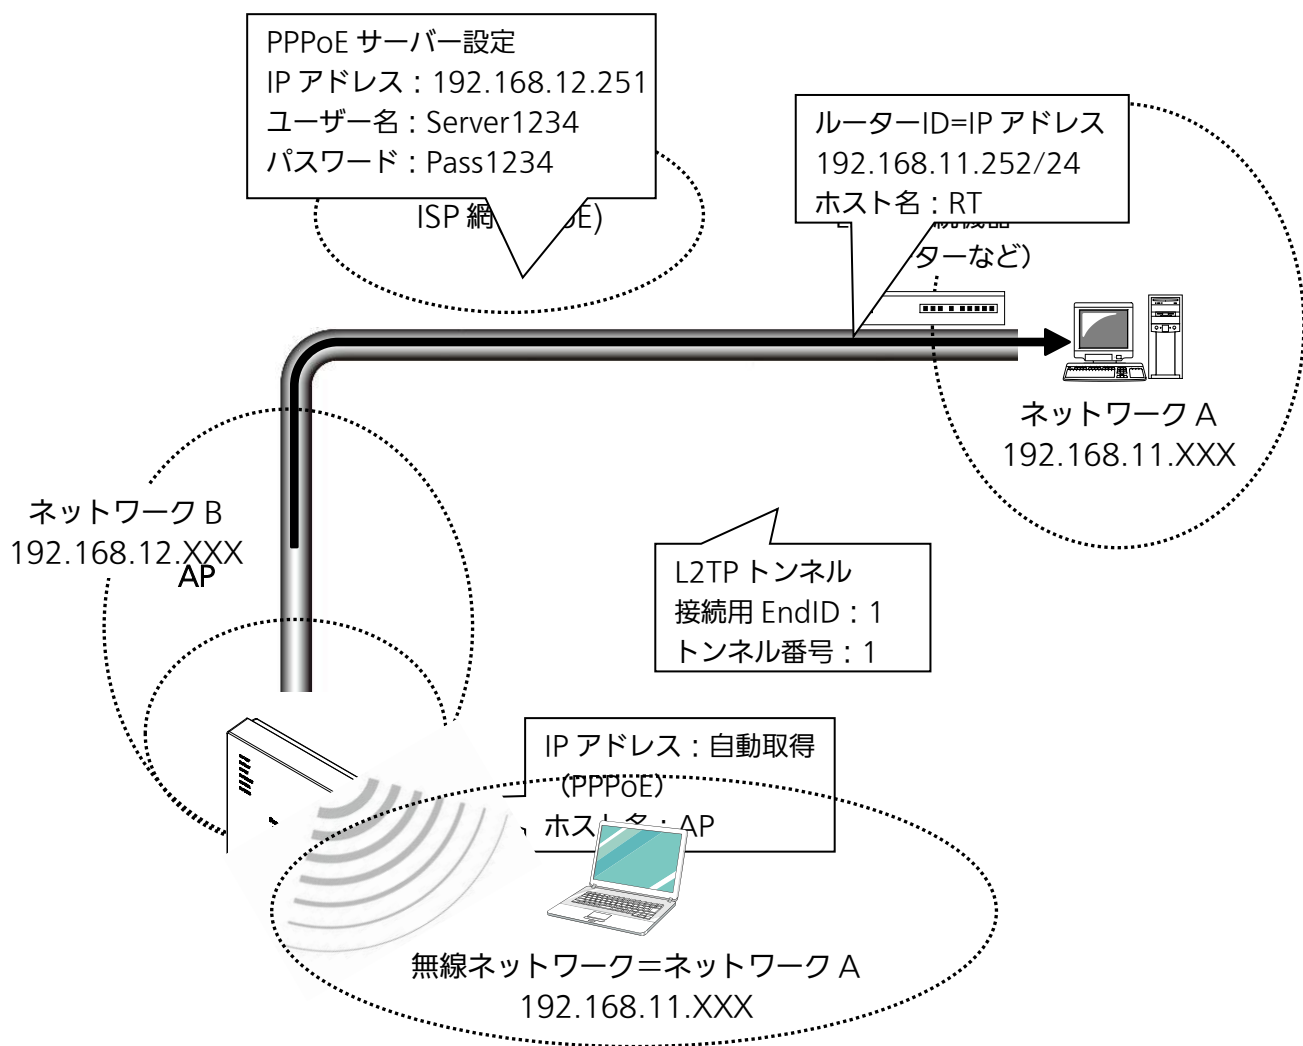 PPPoE サーバー設定
IP アドレス：192.168.12.251
ユーザー名：Server1234
パスワード：Pass1234
ISP 網
E)
ルーターID=IP アドレス
192.168.11.252/24
ホスト名：RT
ターなど）
ネットワーク A
192.168.11.XXX
ネットワーク B
192.168.12.XXX
AP
L2TP トンネル
接続用 EndID：1
トンネル番号：1
IP アドレス：自動取得
（PPPoE）
ホスト名：AP
無線ネットワーク＝ネットワーク A
192.168.11.XXX